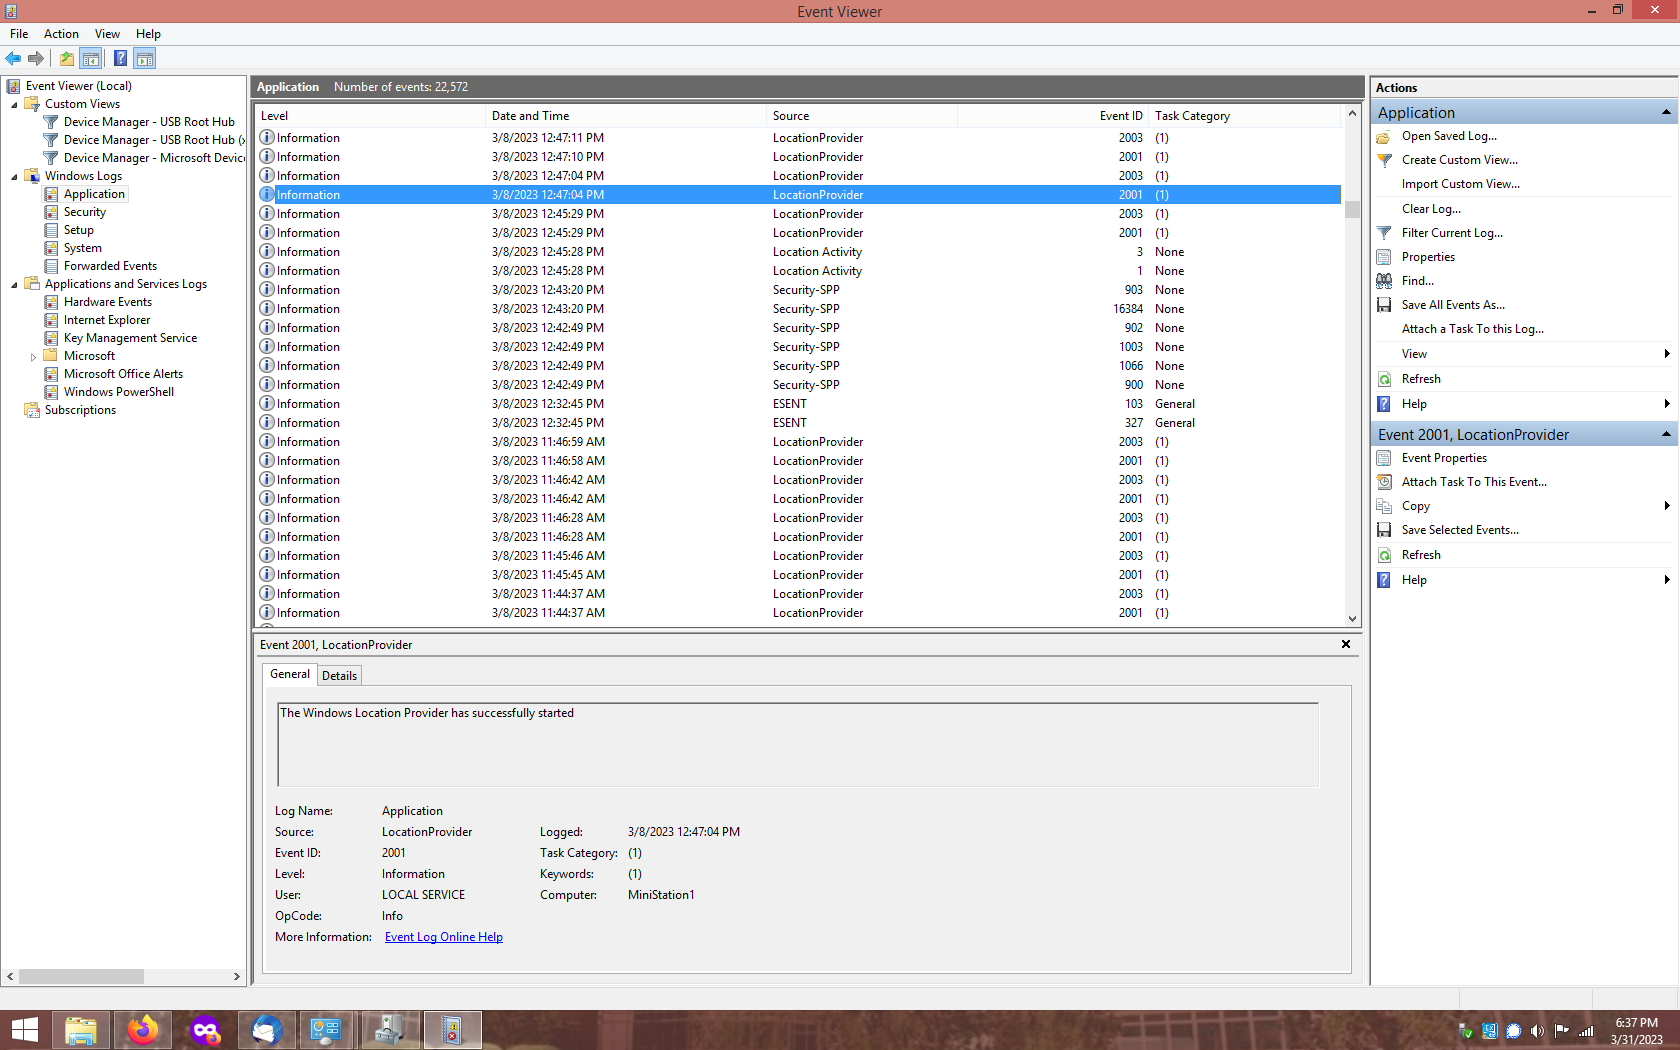 Event Viewer
File Action View Help
Event Viewer (Local)
Custom Views
Device Manager - USB Root Hub
Device Manager - USB Root Hub (x
Device Manager - Microsoft Device
Windows Logs
Application
Security
Setup
System
Forwarded Events
Applications and Services Logs
Hardware Events
Internet Explorer
Key Management Service
Microsoft
Microsoft Office Alerts
Windows PowerShell
Subscriptions
Application Number of events: 22,572
Level Date and Time Source Event ID Task Category
Information 3/8/2023 12:47:11 PM LocationProvider 2003 (1)
Information 3/8/2023 12:47:10 PM LocationProvider 2001 (1)
Information 3/8/2023 12:47:04 PM LocationProvider 2003 (1)
Information 3/8/2023 12:47:04 PM LocationProvider 2001 (1)
Information 3/8/2023 12:45:29 PM LocationProvider 2003 (1)
Information 3/8/2023 12:45:29 PM LocationProvider 2001 (1)
Information 3/8/2023 12:45:28 PM Location Activity 3 None
Information 3/8/2023 12:45:28 PM Location Activity 1 None
Information 3/8/2023 12:43:20 PM Security-SPP 903 None
Information 3/8/2023 12:43:20 PM Security-SPP 16384 None
Information 3/8/2023 12:42:49 PM Security-SPP 902 None
Information 3/8/2023 12:42:49 PM Security-SPP 1003 None
Information 3/8/2023 12:42:49 PM Security-SPP 1066 None
Information 3/8/2023 12:42:49 PM Security-SPP 900 None
Information 3/8/2023 12:32:45 PM ESENT 103 General
Information 3/8/2023 12:32:45 PM ESENT 327 General
Information 3/8/2023 11:46:59 AM LocationProvider 2003 (1)
Information 3/8/2023 11:46:58 AM LocationProvider 2001 (1)
Information 3/8/2023 11:46:42 AM LocationProvider 2003 (1)
Information 3/8/2023 11:46:42 AM LocationProvider 2001 (1)
Information 3/8/2023 11:46:28 AM LocationProvider 2003 (1)
Information 3/8/2023 11:46:28 AM LocationProvider 2001 (1)
Information 3/8/2023 11:45:46 AM LocationProvider 2003 (1)
Information 3/8/2023 11:45:45 AM LocationProvider 2001 (1)
Information 3/8/2023 11:44:37 AM LocationProvider 2003 (1)
Information 3/8/2023 11:44:37 AM LocationProvider 2001 (1)
Event 2001, LocationProvider
General Details
The Windows Location Provider has successfully started
Log Name: Application
Source: LocationProvider Logged: 3/8/2023 12:47:04 PM
Event ID: 2001 Task Category: (1)
Level: Information Keywords: (1)
User: LOCAL SERVICE Computer: MiniStation1
OpCode: Info
More Information: Event Log Online Help
Actions
Application
Open Saved Log...
Create Custom View...
Import Custom View...
Clear Log...
Filter Current Log...
Properties
Find...
Save All Events As...
Attach a Task To this Log...
View
Refresh
Help
Event 2001, LocationProvider
Event Properties
Attach Task To This Event...
Copy
Save Selected Events...
Refresh
Help
6:37 PM
3/31/2023